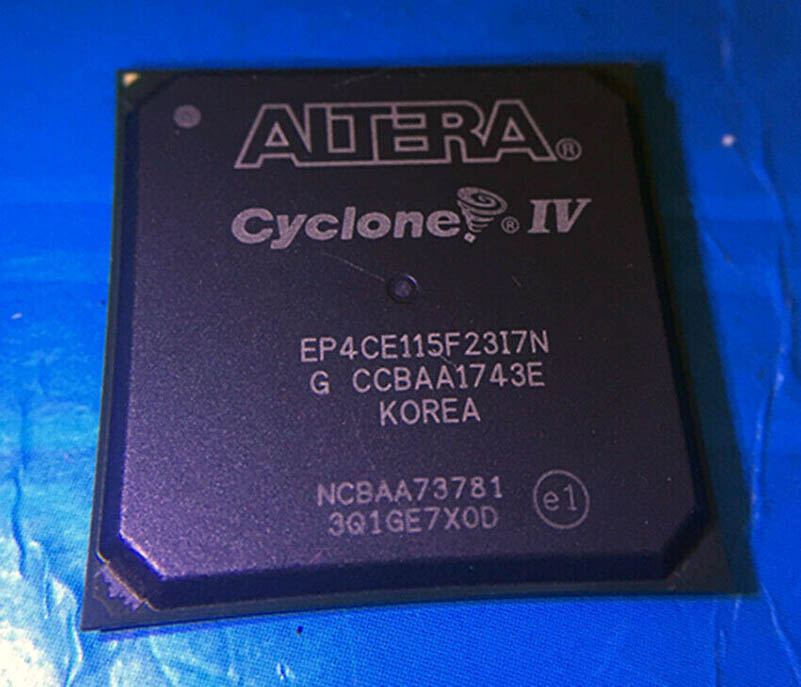 ALTERA®
Cyclone® IV
EP4CE115F23I7N
G CCBAA1743E
KOREA
NCBAA73781
3Q1GE7X0D
e1